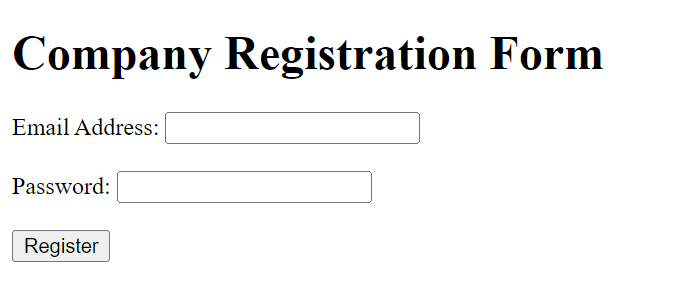 Company Registration Form
Email Address:
Password:
Register